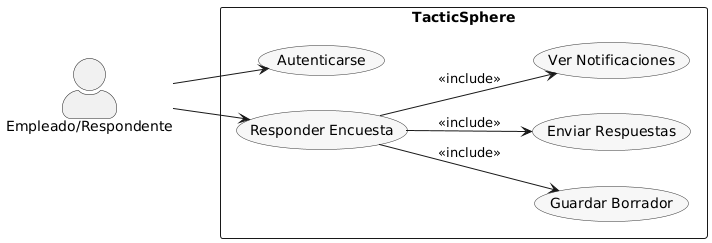 TacticSphere
Autenticarse
Ver Notificaciones
«include»
Empleado/Respondente
Responder Encuesta
«include»
Enviar Respuestas
«include»
Guardar Borrador